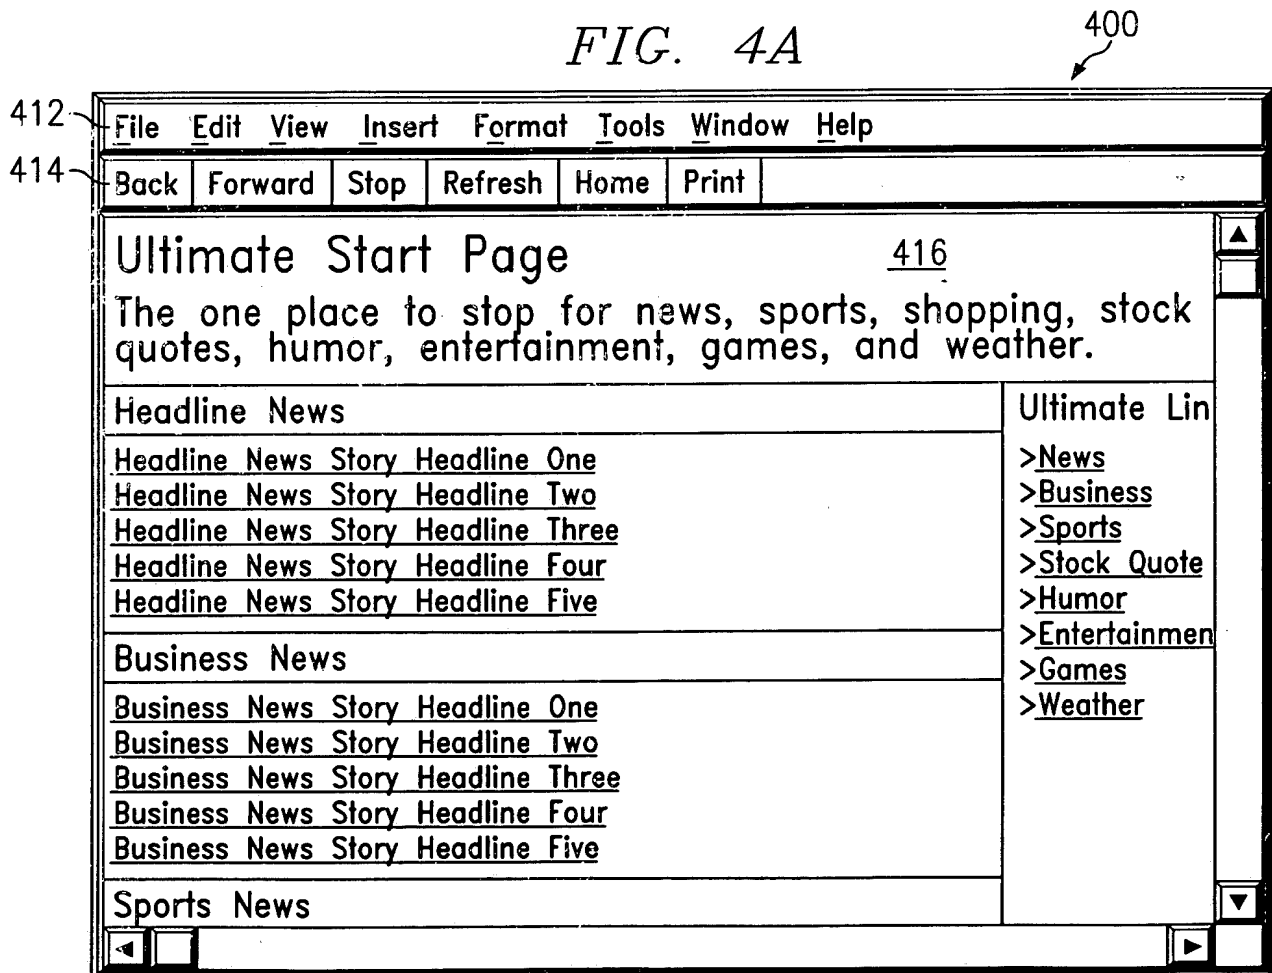 FIG. 4A
400
412
File Edit View Insert Format Tools Window Help
414
Back Forward Stop Refresh Home Print
Ultimate Start Page
416
The one place to stop for news, sports, shopping, stock
quotes, humor, entertainment, games, and weather.
Headline News
Headline News Story Headline One
Headline News Story Headline Two
Headline News Story Headline Three
Headline News Story Headline Four
Headline News Story Headline Five
Business News
Business News Story Headline One
Business News Story Headline Two
Business News Story Headline Three
Business News Story Headline Four
Business News Story Headline Five
Sports News
Ultimate Lin
>News
>Business
>Sports
>Stock Quote
>Humor
>Entertainmen
>Games
>Weather